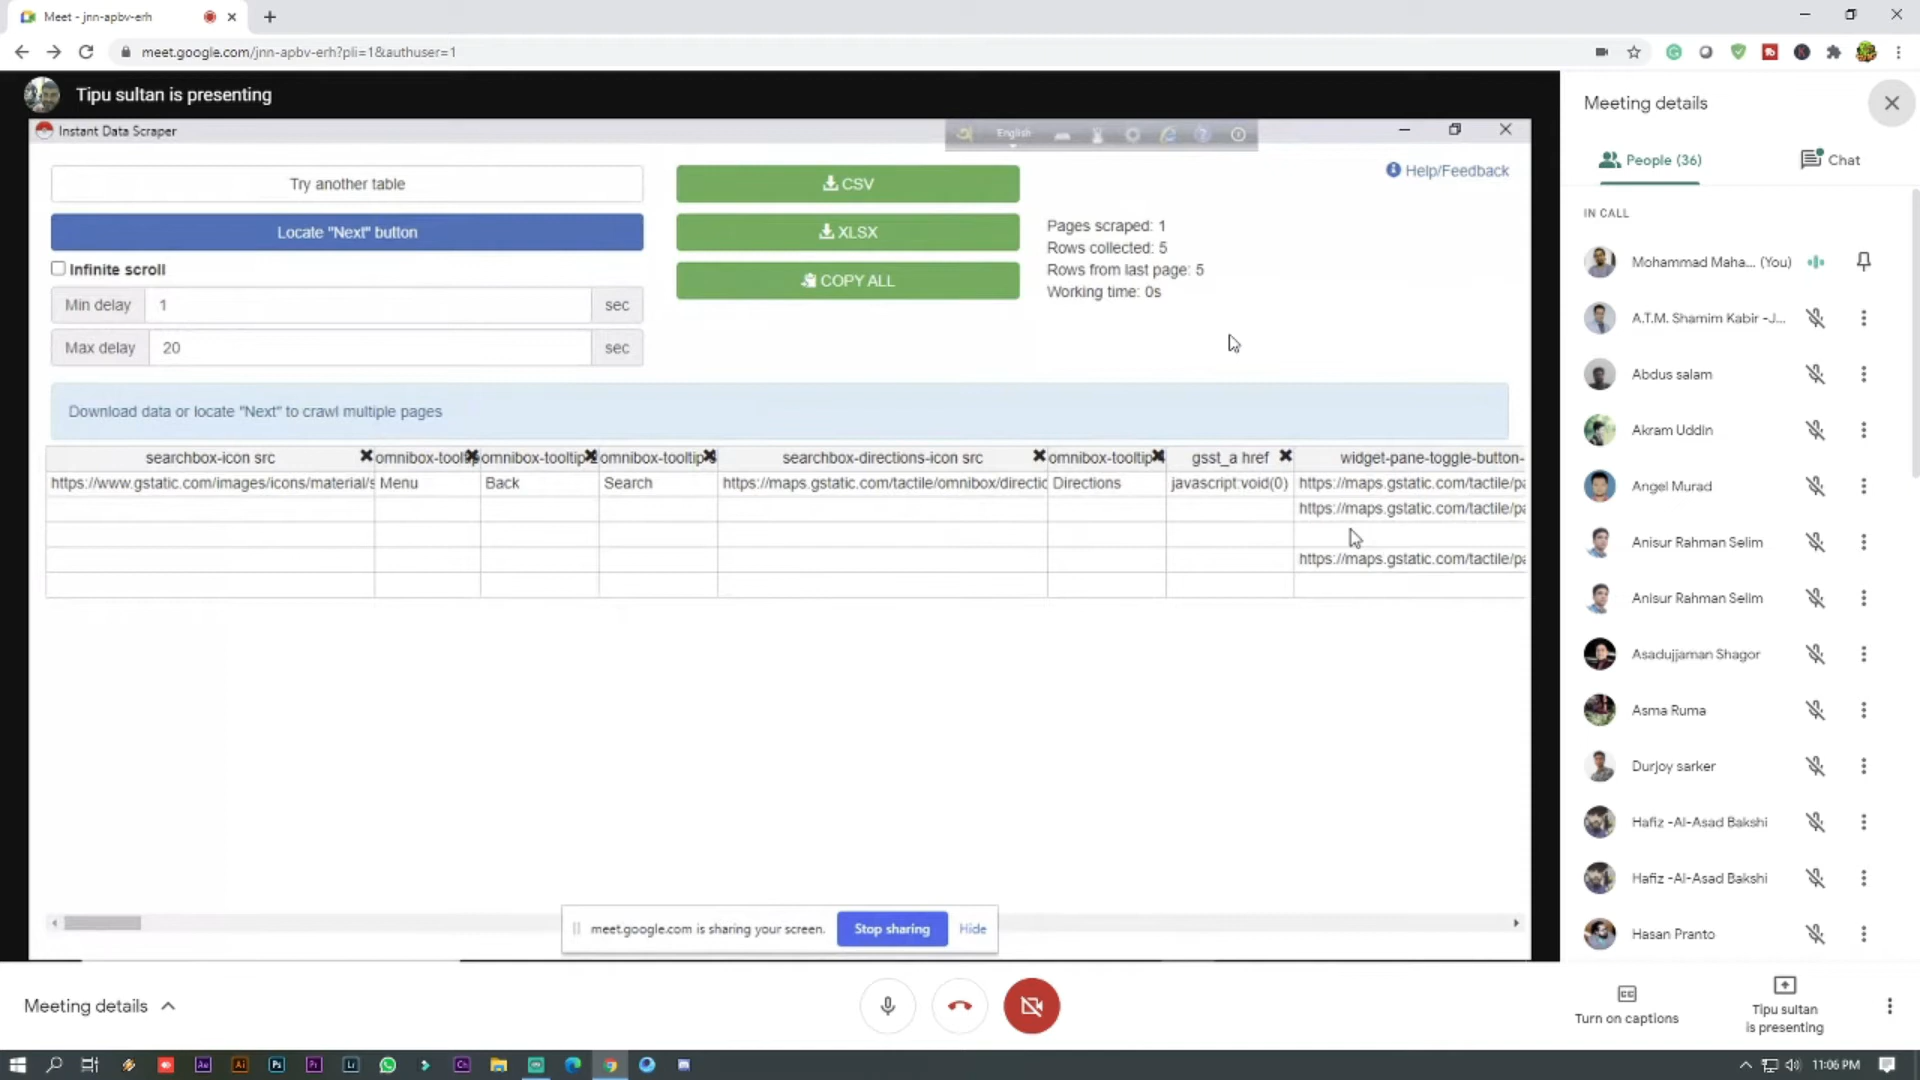 Meet - jnn-apbv-erh
meet.google.com/jnn-apbv-erh?pli=1&authuser=1
Tipu sultan is presenting
Instant Data Scraper
English
Try another table
Locate "Next" button
Infinite scroll
Min delay 1 sec
Max delay 20 sec
CSV
XLSX
COPY ALL
Help/Feedback
Pages scraped: 1
Rows collected: 5
Rows from last page: 5
Working time: 0s
Download data or locate "Next" to crawl multiple pages
searchbox-icon src omnibox-tooltip omnibox-tooltip omnibox-tooltip searchbox-directions-icon src omnibox-tooltip gsst_a href widget-pane-toggle-button-
https://www.gstatic.com/images/icons/material/s Menu Back Search https://maps.gstatic.com/tactile/omnibox/directic Directions javascript:void(0) https://maps.gstatic.com/tactile/pa
https://maps.gstatic.com/tactile/pa
https://maps.gstatic.com/tactile/pa
meet.google.com is sharing your screen. Stop sharing Hide
Meeting details
People (36)
Chat
IN CALL
Mohammad Maha... (You)
A.T.M. Shamim Kabir -J...
Abdus salam
Akram Uddin
Angel Murad
Anisur Rahman Selim
Anisur Rahman Selim
Asadujjaman Shagor
Asma Ruma
Durjoy sarker
Hafiz -Al-Asad Bakshi
Hafiz -Al-Asad Bakshi
Hasan Pranto
Meeting details
Turn on captions
Tipu sultan
is presenting
11:06 PM